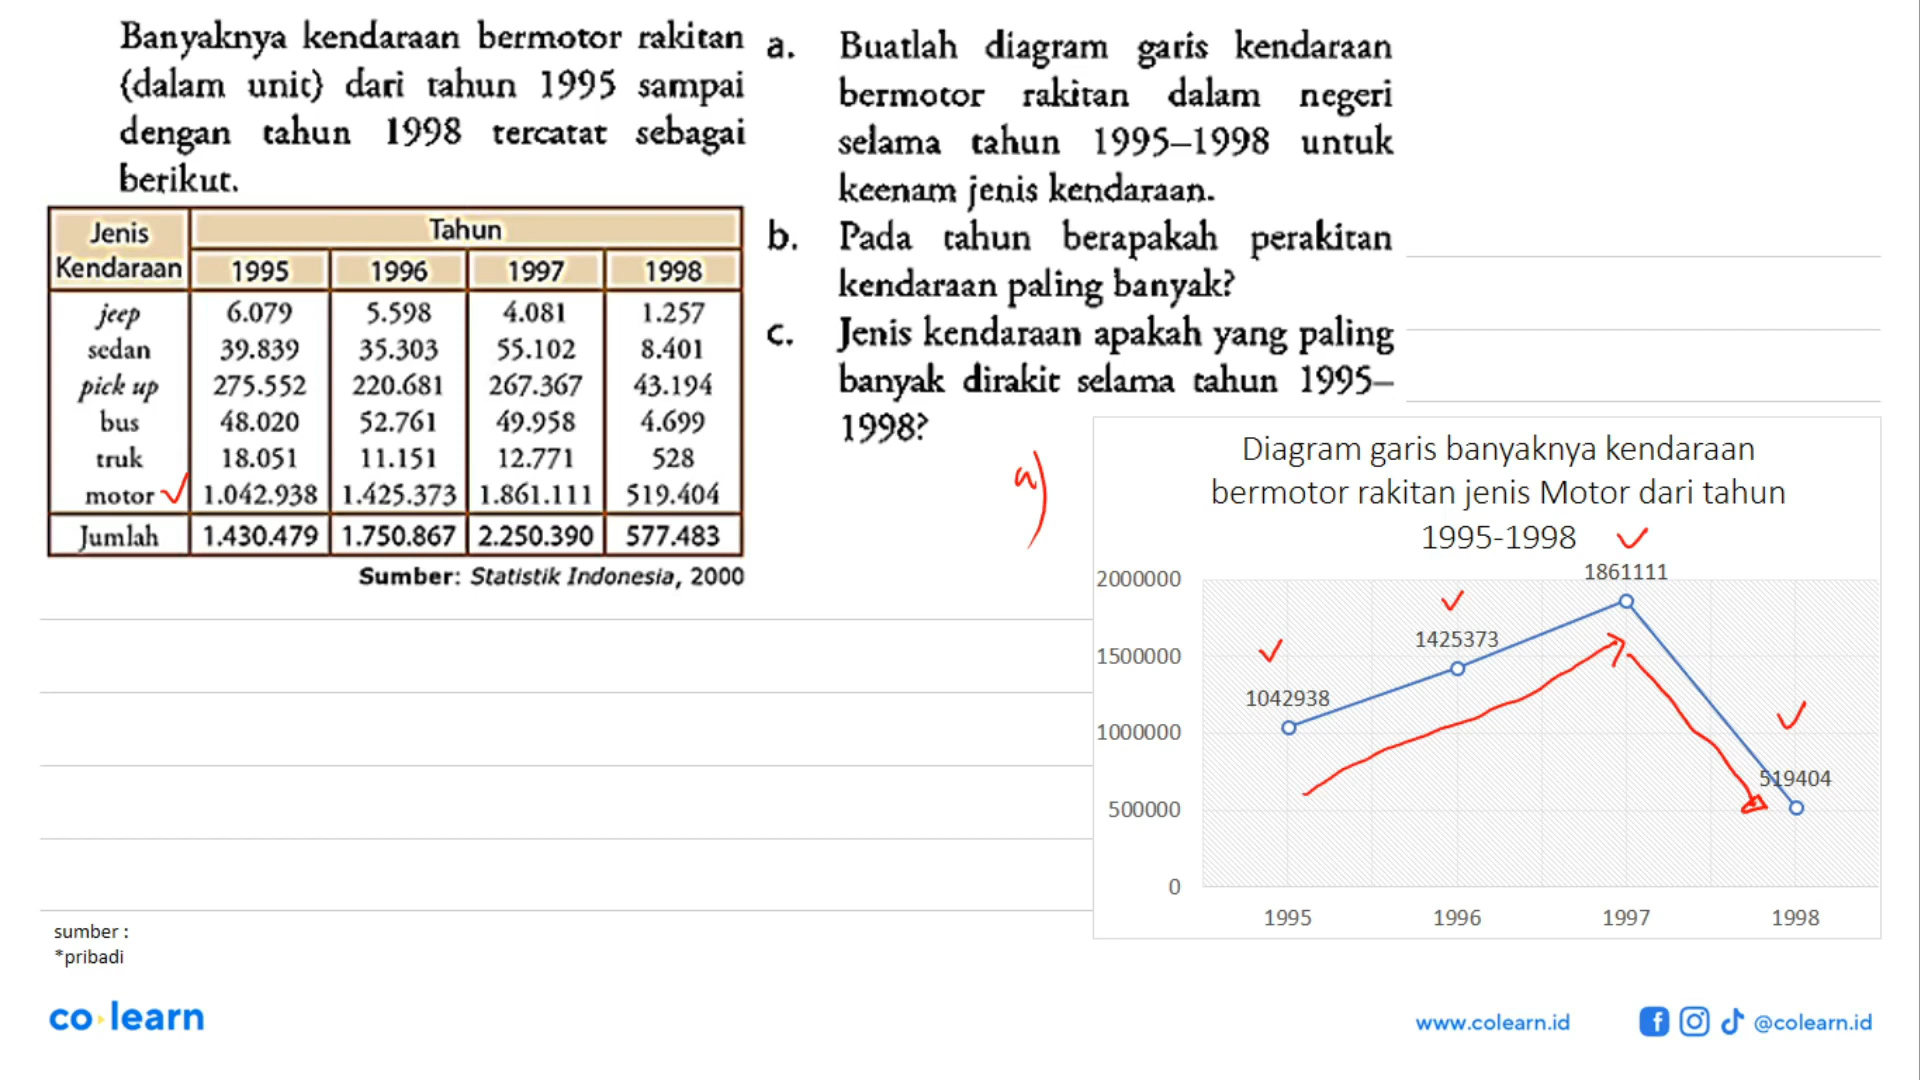 Banyaknya kendaraan bermotor rakitan
(dalam unit) dari tahun 1995 sampai
dengan tahun 1998 tercatat sebagai
berikut.
Jenis Kendaraan Tahun
1995 1996 1997 1998
jeep 6.079 5.598 4.081 1.257
sedan 39.839 35.303 55.102 8.401
pick up 275.552 220.681 267.367 43.194
bus 48.020 52.761 49.958 4.699
truk 18.051 11.151 12.771 528
motor 1.042.938 1.425.373 1.861.111 519.404
Jumlah 1.430.479 1.750.867 2.250.390 577.483
Sumber: Statistik Indonesia, 2000
a. Buatlah diagram garis kendaraan
bermotor rakitan dalam negeri
selama tahun 1995–1998 untuk
keenam jenis kendaraan.
b. Pada tahun berapakah perakitan
kendaraan paling banyak?
c. Jenis kendaraan apakah yang paling
banyak dirakit selama tahun 1995–
1998?
a)
Diagram garis banyaknya kendaraan
bermotor rakitan jenis Motor dari tahun
1995-1998
2000000
1500000
1000000
500000
0
1042938
1425373
1861111
519404
1995 1996 1997 1998
sumber :
*pribadi
co learn
www.colearn.id
@colearn.id